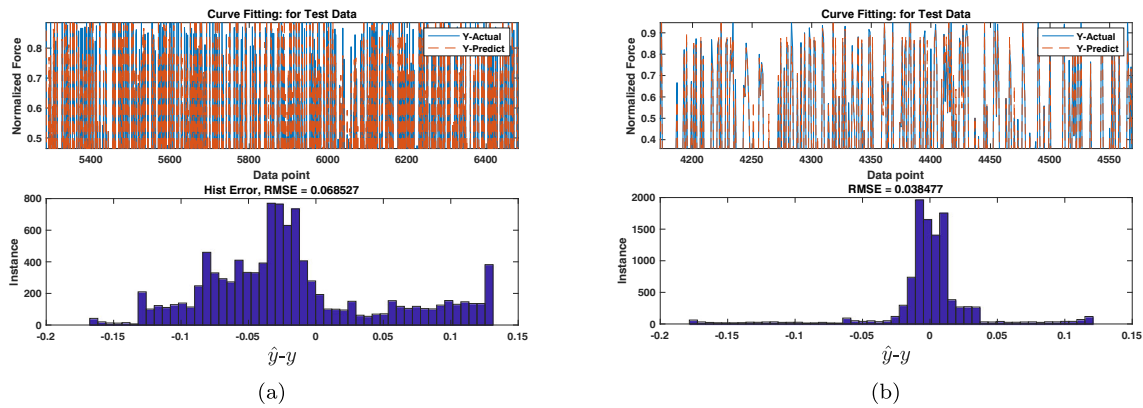 Curve Fitting: for Test Data
Normalized Force
0.8
0.7
0.6
0.5
Y-Actual
Y-Predict
5400 5600 5800 6000 6200 6400
Data point
Hist Error, RMSE = 0.068527
Instance
800
600
400
200
0
-0.2 -0.15 -0.1 -0.05 0 0.05 0.1 0.15
ŷ-y
(a)
Curve Fitting: for Test Data
Normalized Force
0.9
0.8
0.7
0.6
0.5
0.4
Y-Actual
Y-Predict
4200 4250 4300 4350 4400 4450 4500 4550
Data point
RMSE = 0.038477
Instance
2000
1500
1000
500
0
-0.2 -0.15 -0.1 -0.05 0 0.05 0.1 0.15
ŷ-y
(b)